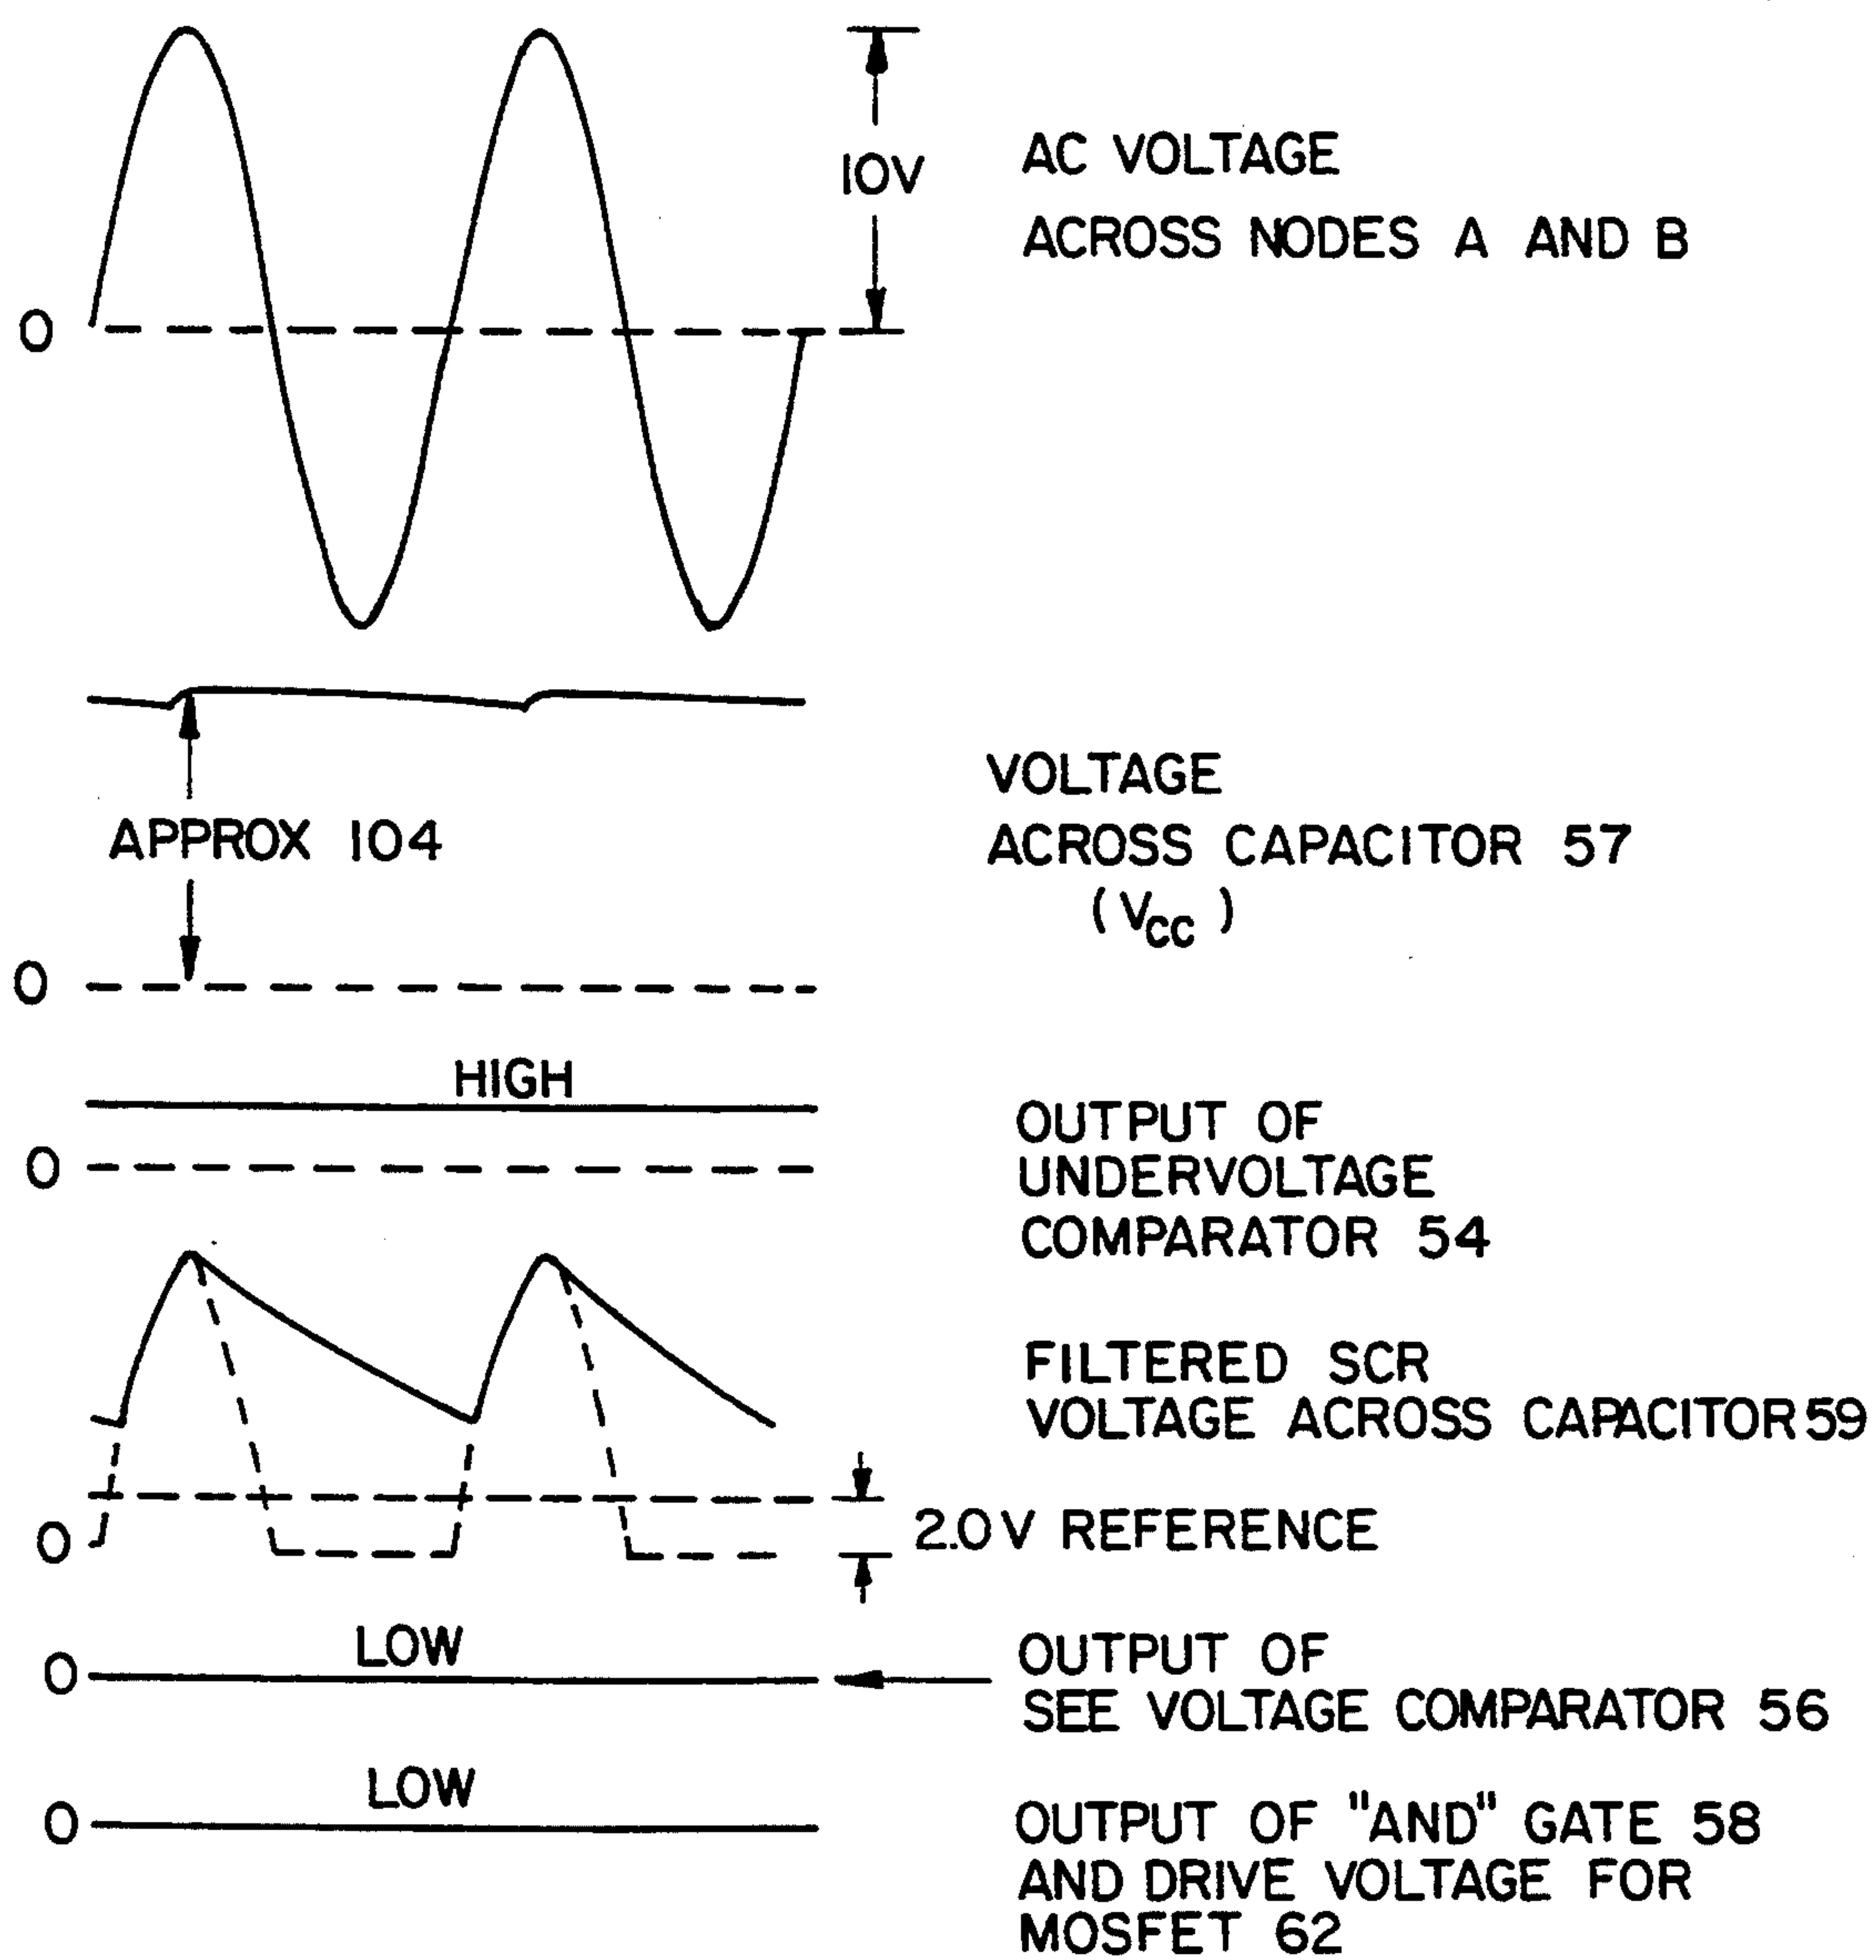 10V
AC VOLTAGE
ACROSS NODES A AND B
0
APPROX 104
VOLTAGE
ACROSS CAPACITOR 57
(VCC)
0
HIGH
0
OUTPUT OF
UNDERVOLTAGE
COMPARATOR 54
FILTERED SCR
VOLTAGE ACROSS CAPACITOR 59
2.0V REFERENCE
0
LOW
0
OUTPUT OF
SEE VOLTAGE COMPARATOR 56
LOW
0
OUTPUT OF "AND" GATE 58
AND DRIVE VOLTAGE FOR
MOSFET 62